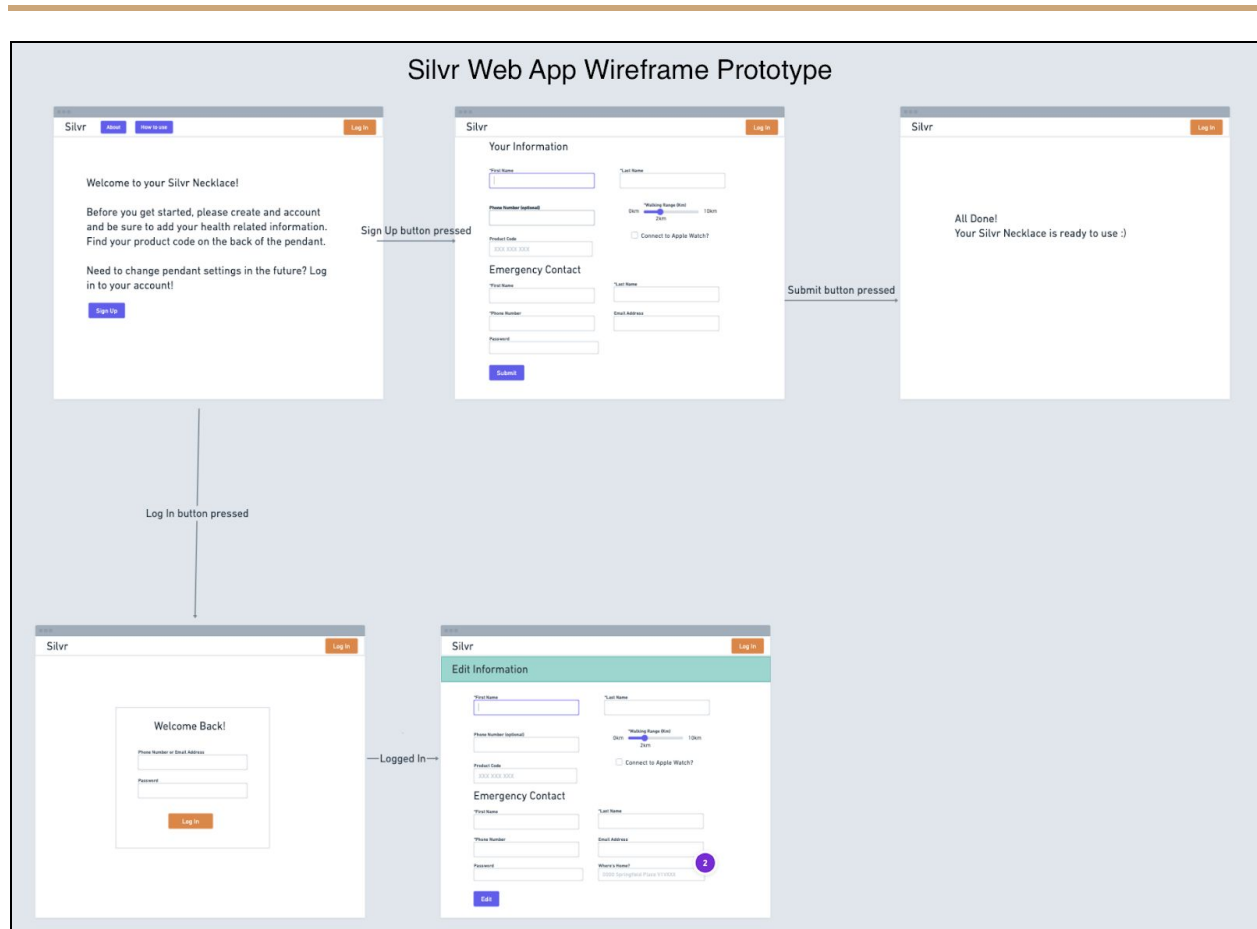 Silvr Web App Wireframe Prototype
Silvr About How to use Log In
Welcome to your Silvr Necklace!
Before you get started, please create and account
and be sure to add your health related information.
Find your product code on the back of the pendant.
Need to change pendant settings in the future? Log
in to your account!
Sign Up
Sign Up button pressed
Silvr Log In
Your Information
*First Name *Last Name
Phone Number (optional) *Walking Range (Km)
0km 10km
2km
Product Code Connect to Apple Watch?
XXX XXX XXX
Emergency Contact
*First Name *Last Name
*Phone Number Email Address
Password
Submit
Submit button pressed
Silvr Log In
All Done!
Your Silvr Necklace is ready to use :)
Log In button pressed
Silvr Log In
Welcome Back!
Phone Number or Email Address
Password
Log In
Logged In
Silvr Log In
Edit Information
*First Name *Last Name
Phone Number (optional) *Walking Range (Km)
0km 10km
2km
Product Code Connect to Apple Watch?
XXX XXX XXX
Emergency Contact
*First Name *Last Name
*Phone Number Email Address
2
Password Where's Home?
Springfield Place
Edit